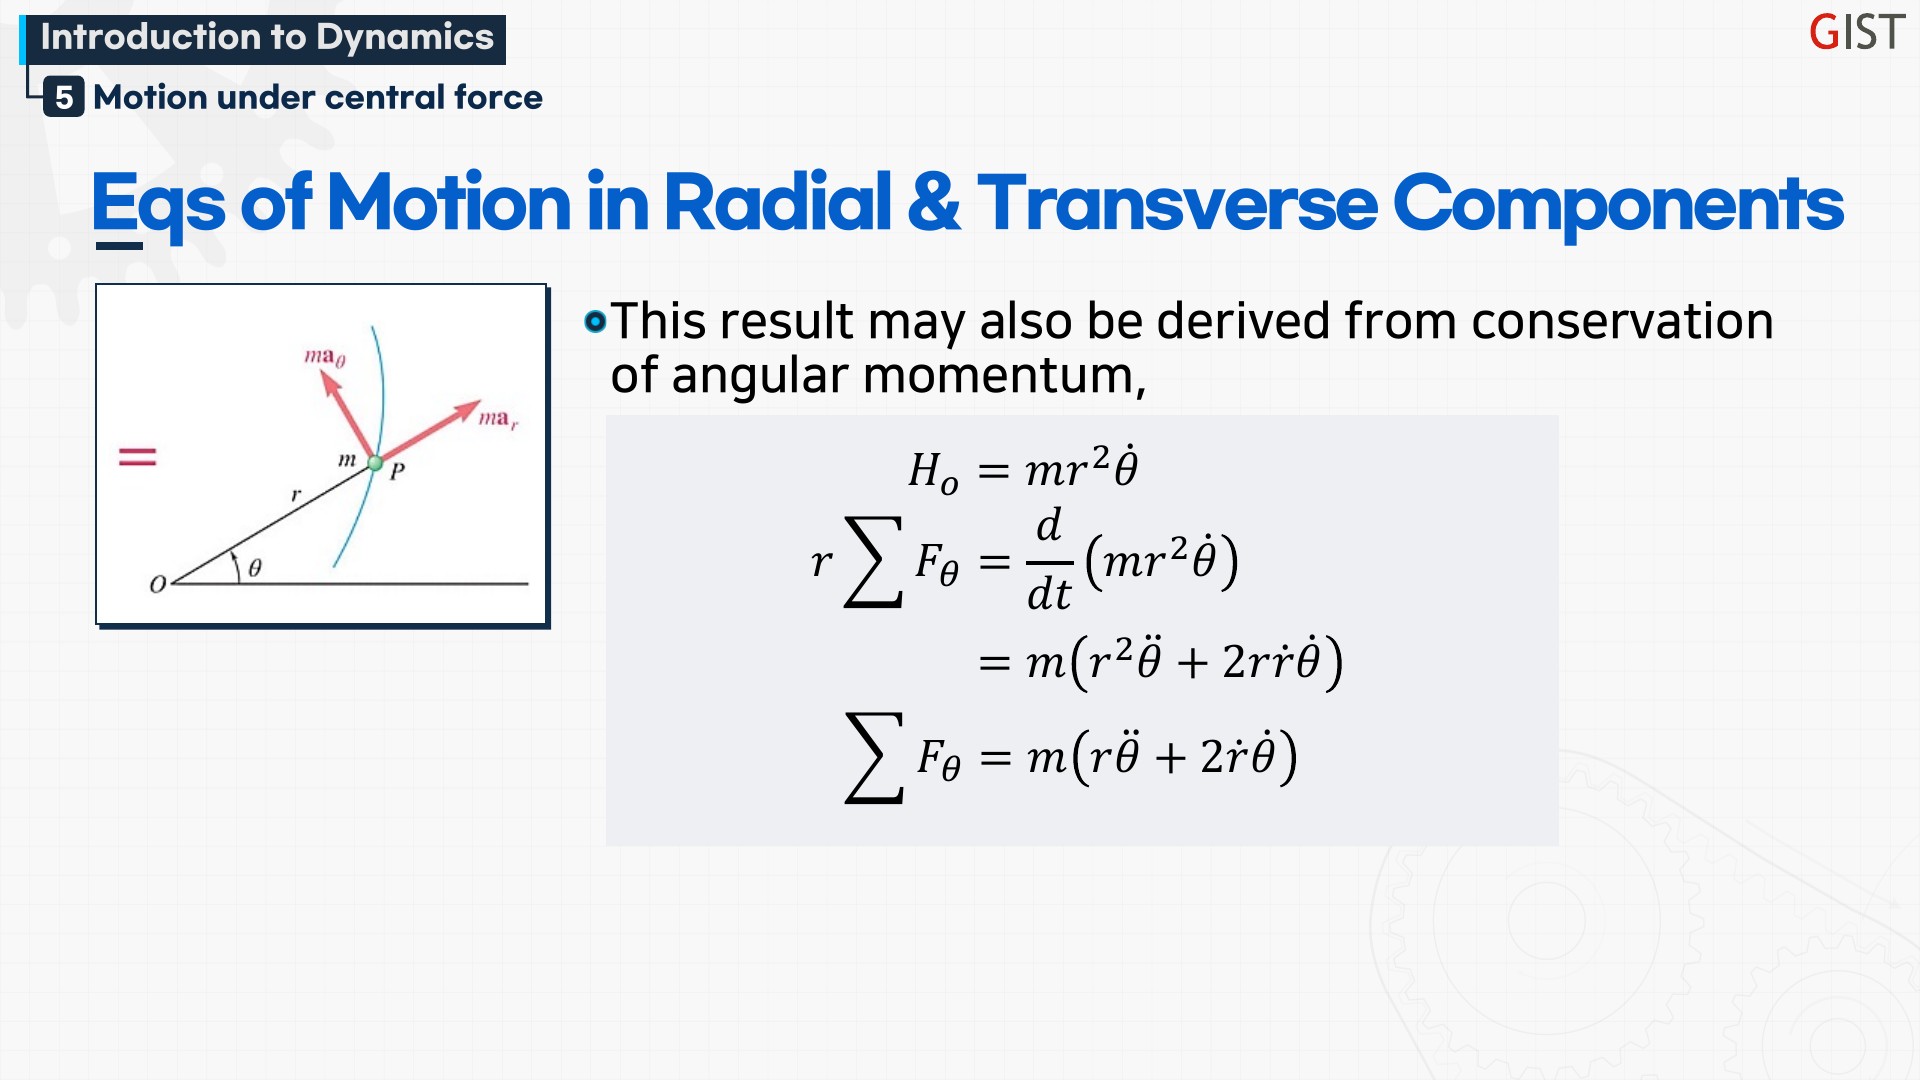 Introduction to Dynamics
GIST
5 Motion under central force
Eqs of Motion in Radial & Transverse Components
This result may also be derived from conservation
of angular momentum,
maθ
mar
=
m
P
r
θ
O
Hₒ = mr²θ̇
r ∑ Fθ = d/dt (mr²θ̇)
= m(r²θ̈ + 2rṙθ̇)
∑ Fθ = m(rθ̈ + 2ṙθ̇)